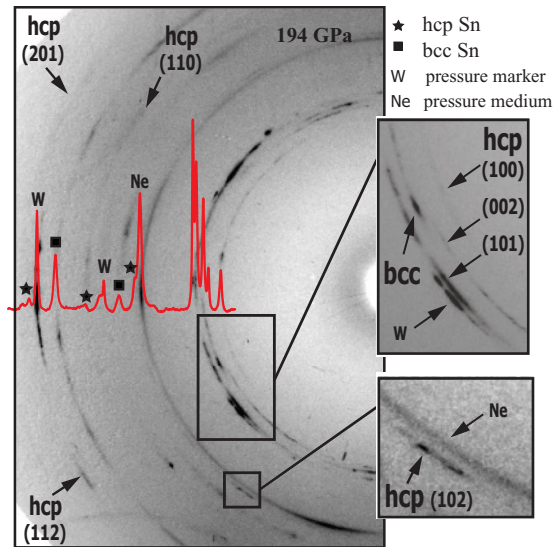 hcp
(201)
hcp
(110)
194 GPa
hcp Sn
bcc Sn
W pressure marker
Ne pressure medium
W
Ne
W
hcp
(100)
(002)
(101)
bcc
W
Ne
hcp (102)
hcp
(112)